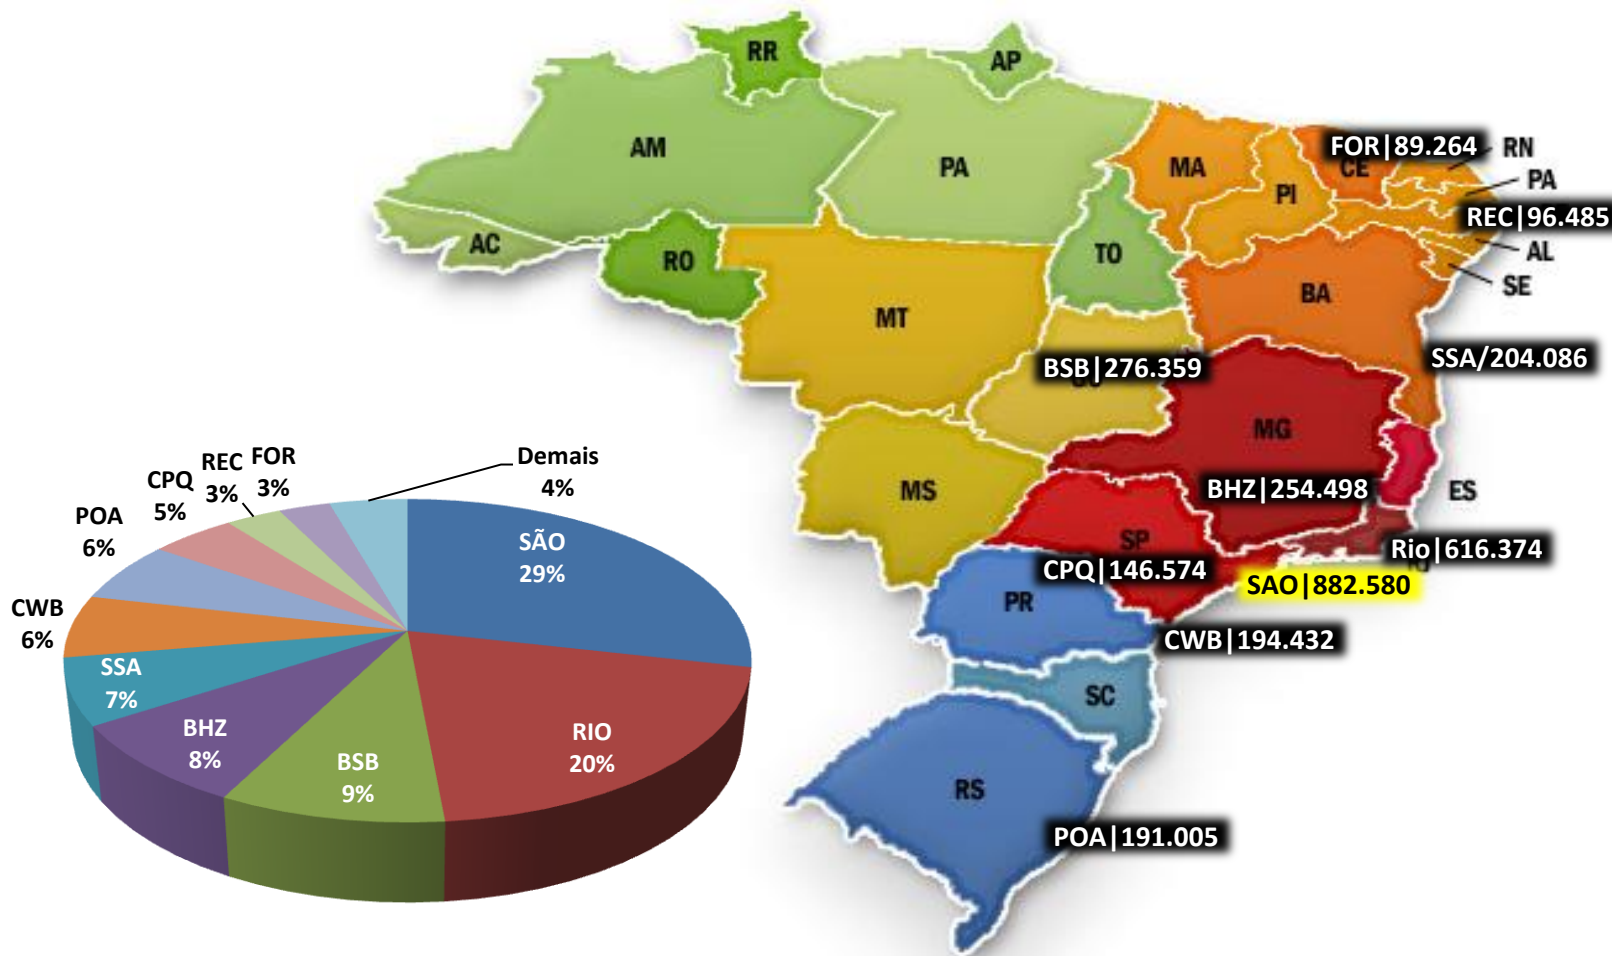 RR
AP
AM
PA
MA
FOR|89.264
CE
RN
PA
PI
REC|96.485
AC
RO
TO
AL
SE
BA
MT
BSB|276.359
SSA/204.086
MG
MS
BHZ|254.498
ES
SP
Rio|616.374
CPQ|146.574
SAO|882.580
PR
CWB|194.432
SC
RS
POA|191.005
Demais
4%
FOR
3%
REC
3%
CPQ
5%
POA
6%
CWB
6%
SSA
7%
BHZ
8%
BSB
9%
RIO
20%
SÃO
29%